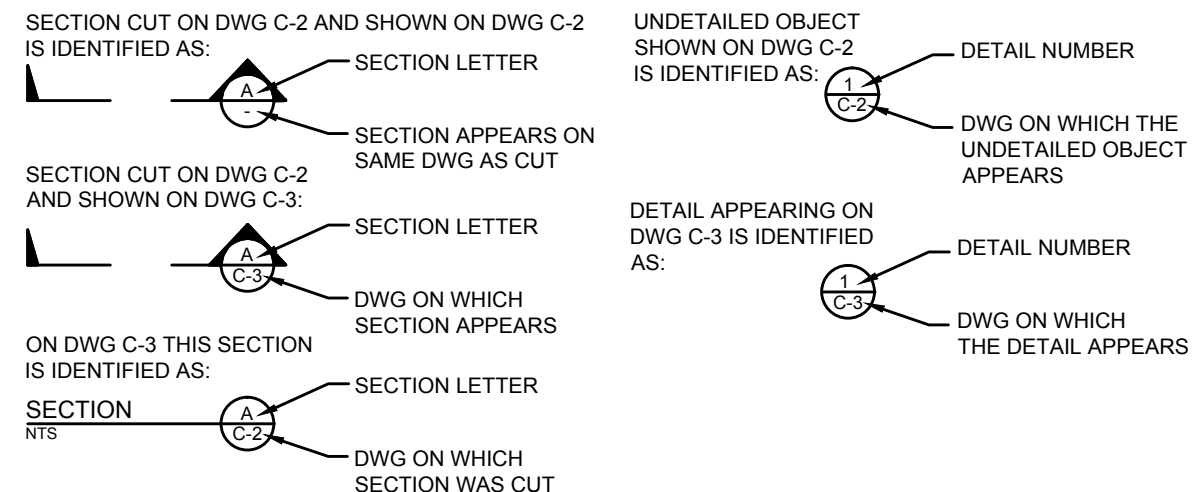 SECTION CUT ON DWG C-2 AND SHOWN ON DWG C-2
IS IDENTIFIED AS:
SECTION LETTER
A
-
SECTION APPEARS ON
SAME DWG AS CUT
SECTION CUT ON DWG C-2
AND SHOWN ON DWG C-3:
SECTION LETTER
A
C-3
DWG ON WHICH
SECTION APPEARS
ON DWG C-3 THIS SECTION
IS IDENTIFIED AS:
SECTION LETTER
SECTION
NTS
A
C-2
DWG ON WHICH
SECTION WAS CUT
UNDETAILED OBJECT
SHOWN ON DWG C-2
IS IDENTIFIED AS:
DETAIL NUMBER
1
C-2
DWG ON WHICH THE
UNDETAILED OBJECT
APPEARS
DETAIL APPEARING ON
DWG C-3 IS IDENTIFIED
AS:
DETAIL NUMBER
1
C-3
DWG ON WHICH
THE DETAIL APPEARS